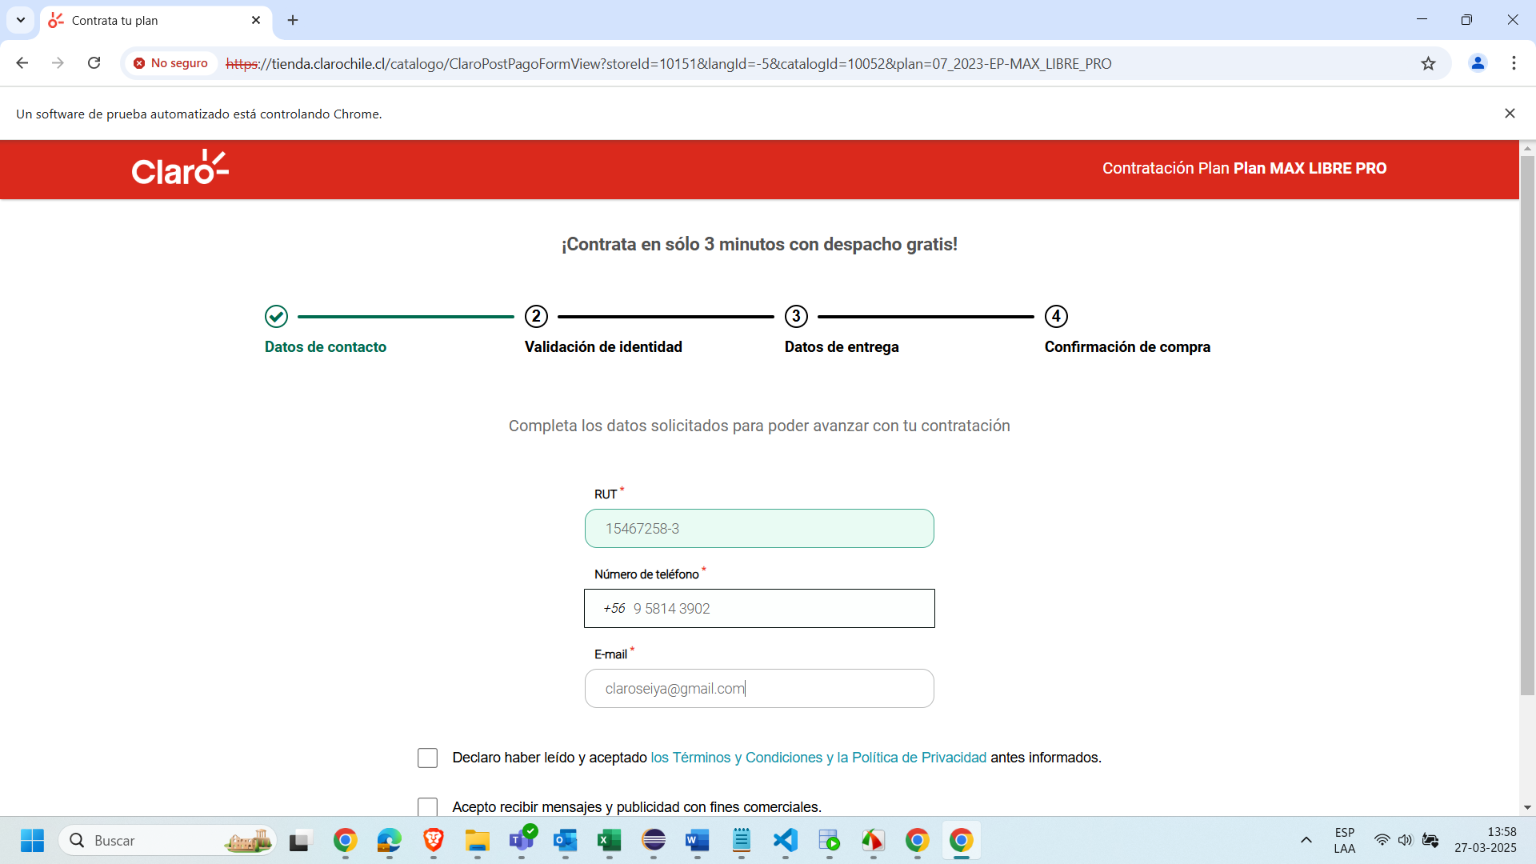 Contrata tu plan
No seguro
https://tienda.clarochile.cl/catalogo/ClaroPostPagoFormView?storeId=10151&langId=-5&catalogId=10052&plan=07_2023-EP-MAX_LIBRE_PRO
Un software de prueba automatizado está controlando Chrome.
Claro
Contratación Plan Plan MAX LIBRE PRO
¡Contrata en sólo 3 minutos con despacho gratis!
2
3
4
Datos de contacto
Validación de identidad
Datos de entrega
Confirmación de compra
Completa los datos solicitados para poder avanzar con tu contratación
RUT *
15467258-3
Número de teléfono *
+56 9 5814 3902
E-mail *
claroseiya@gmail.com
Declaro haber leído y aceptado los Términos y Condiciones y la Política de Privacidad antes informados.
Acepto recibir mensajes y publicidad con fines comerciales.
Buscar
ESP
LAA
13:58
27-03-2025